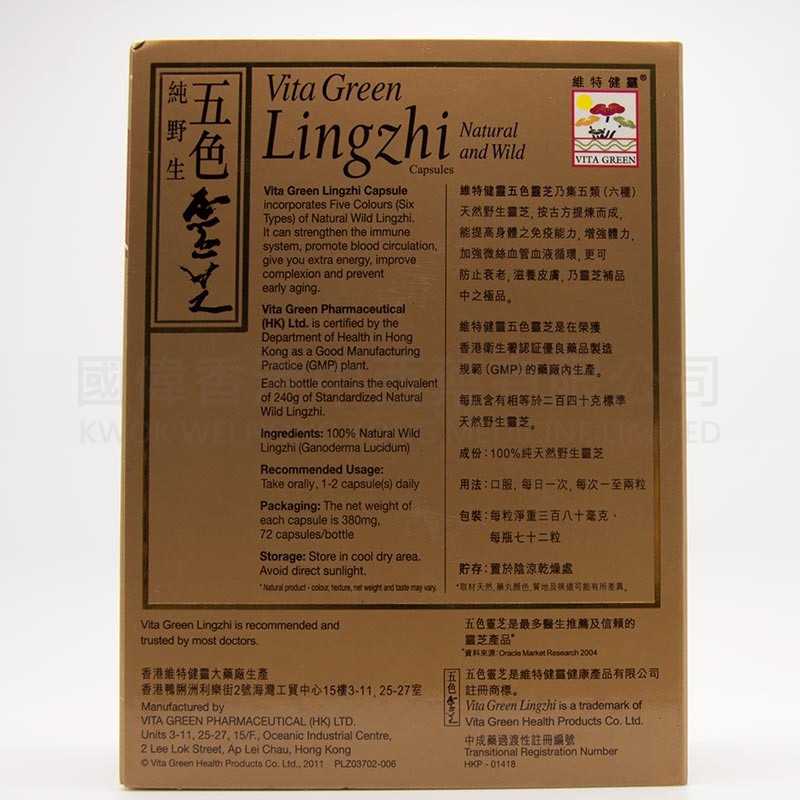 五色靈芝
純野生
Vita Green
Lingzhi
Capsules
Natural
and Wild
維特健靈®
VITA GREEN
Vita Green Lingzhi Capsule
incorporates Five Colours (Six
Types) of Natural Wild Lingzhi.
It can strengthen the immune
system, promote blood circulation,
give you extra energy, improve
complexion and prevent
early aging.
Vita Green Pharmaceutical
(HK) Ltd. is certified by the
Department of Health in Hong
Kong as a Good Manufacturing
Practice (GMP) plant.
Each bottle contains the equivalent
of 240g of Standardized Natural
Wild Lingzhi.
Ingredients: 100% Natural Wild
Lingzhi (Ganoderma Lucidum)
Recommended Usage:
Take orally, 1-2 capsule(s) daily
Packaging: The net weight of
each capsule is 380mg,
72 capsules/bottle
Storage: Store in cool dry area.
Avoid direct sunlight.
*Natural product - colour, texture, net weight and taste may vary.
維特健靈五色靈芝乃集五類(六種)
天然野生靈芝, 按古方提煉而成,
能提高身體之免疫能力, 增強體力,
加強微絲血管血液循環, 更可
防止衰老, 滋養皮膚, 乃靈芝補品
中之極品。
維特健靈五色靈芝是在榮獲
香港衛生署認証優良藥品製造
規範(GMP)的藥廠內生產。
每瓶含有相等於二百四十克標準
天然野生靈芝。
成份:100%純天然野生靈芝
用法:口服, 每日一次, 每次一至兩粒
包裝:每粒淨重三百八十毫克,
每瓶七十二粒
貯存:置於陰涼乾燥處
*取材天然, 藥丸顏色, 質地及味道可能有所差異。
Vita Green Lingzhi is recommended and
trusted by most doctors.
香港維特健靈大藥廠生產
香港鴨脷洲利樂街2號海灣工貿中心15樓3-11, 25-27室
Manufactured by
VITA GREEN PHARMACEUTICAL (HK) LTD.
Units 3-11, 25-27, 15/F., Oceanic Industrial Centre,
2 Lee Lok Street, Ap Lei Chau, Hong Kong
© Vita Green Health Products Co. Ltd., 2011 PLZ03702-006
五色靈芝是最多醫生推薦及信賴的
靈芝產品*
*資料來源: Oracle Market Research 2004
五色靈芝
五色靈芝是維特健靈健康產品有限公司
註冊商標。
Vita Green Lingzhi is a trademark of
Vita Green Health Products Co. Ltd.
中成藥過渡性註冊編號
Transitional Registration Number
HKP - 01418